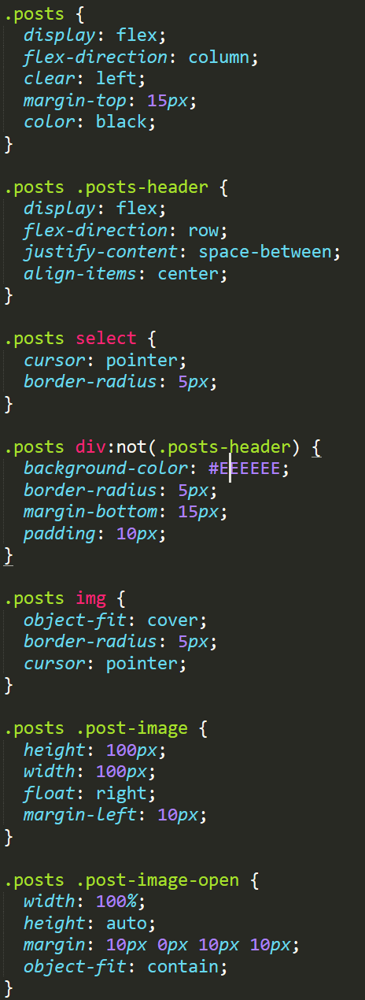 .posts {
  display: flex;
  flex-direction: column;
  clear: left;
  margin-top: 15px;
  color: black;
}

.posts .posts-header {
  display: flex;
  flex-direction: row;
  justify-content: space-between;
  align-items: center;
}

.posts select {
  cursor: pointer;
  border-radius: 5px;
}

.posts div:not(.posts-header) {
  background-color: #EEEEEE;
  border-radius: 5px;
  margin-bottom: 15px;
  padding: 10px;
}

.posts img {
  object-fit: cover;
  border-radius: 5px;
  cursor: pointer;
}

.posts .post-image {
  height: 100px;
  width: 100px;
  float: right;
  margin-left: 10px;
}

.posts .post-image-open {
  width: 100%;
  height: auto;
  margin: 10px 0px 10px 10px;
  object-fit: contain;
}